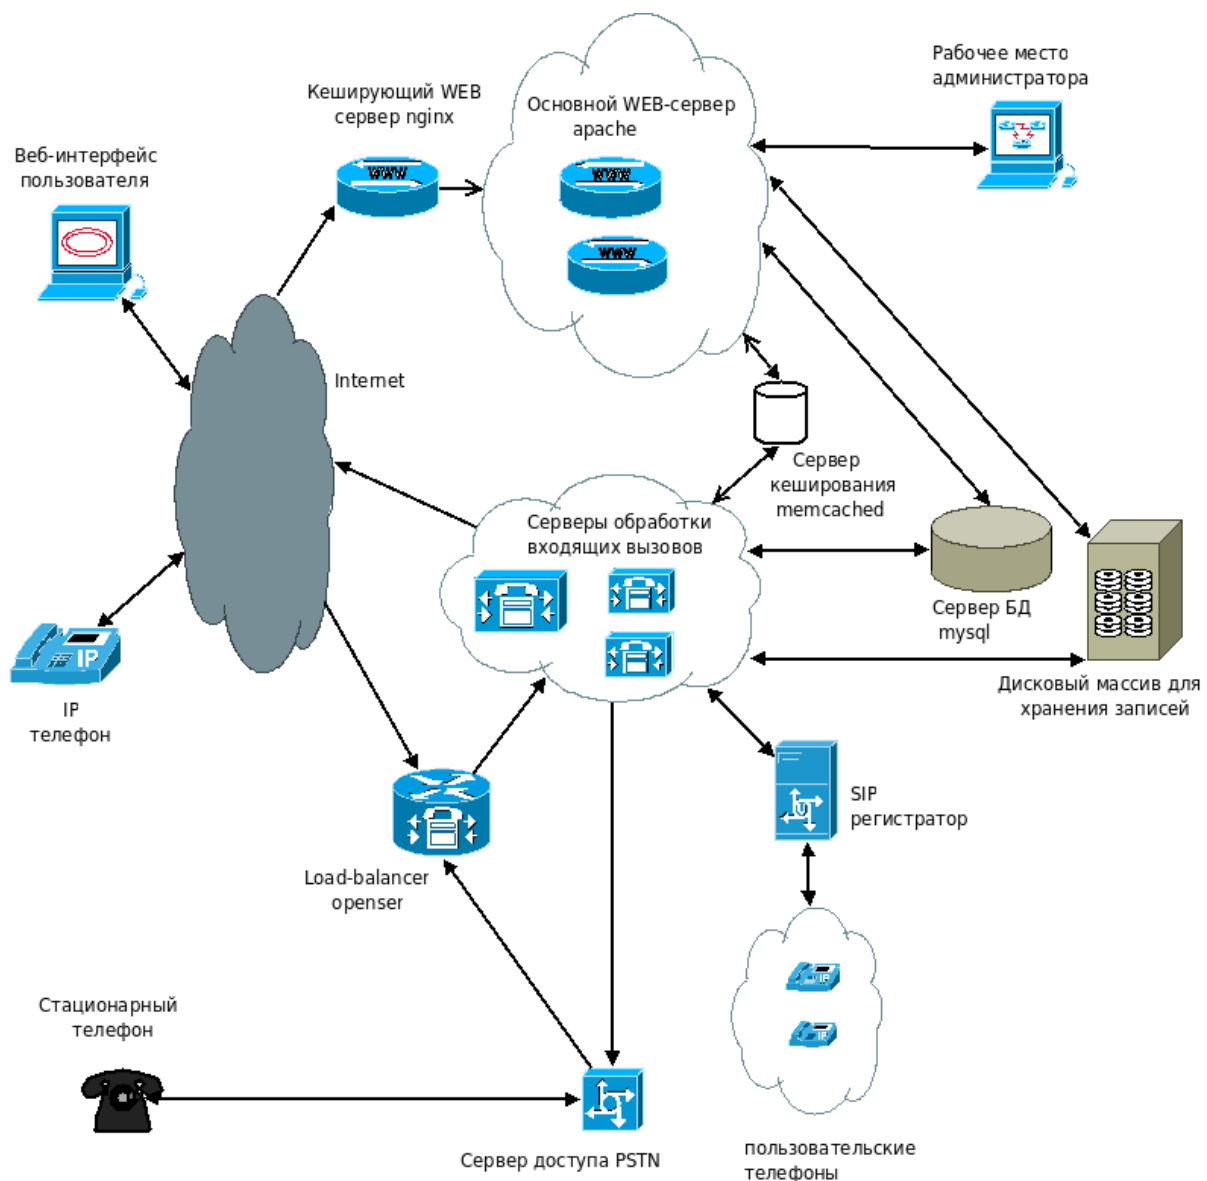 Рабочее место
администратора
Кеширующий WEB
сервер nginx
Основной WEB-сервер
apache
Веб-интерфейс
пользователя
WWW
WWW
WWW
Internet
Сервер
кеширования
memcached
Серверы обработки
входящих вызовов
Сервер БД
mysql
IP
IP
телефон
Дисковый массив для
хранения записей
SIP
регистратор
U
Load-balancer
openser
Стационарный
телефон
IP
IP
Сервер доступа PSTN
пользовательские
телефоны